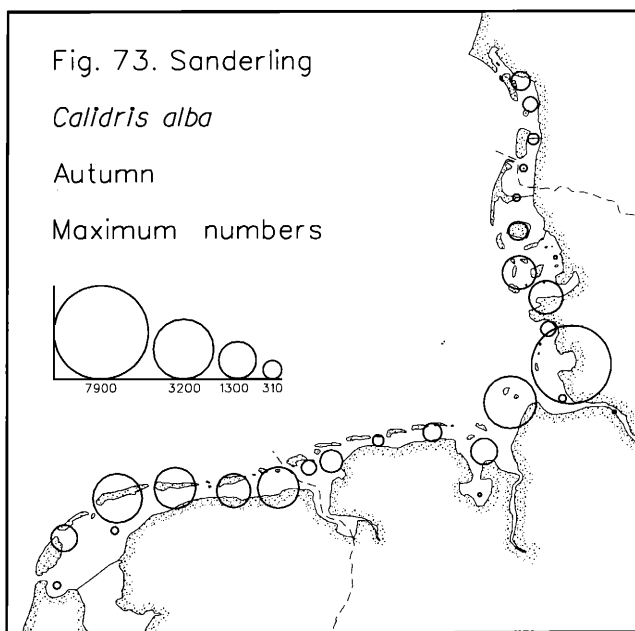 Fig. 73. Sanderling
Calidris alba
Autumn
Maximum numbers
7900 3200 1300 310